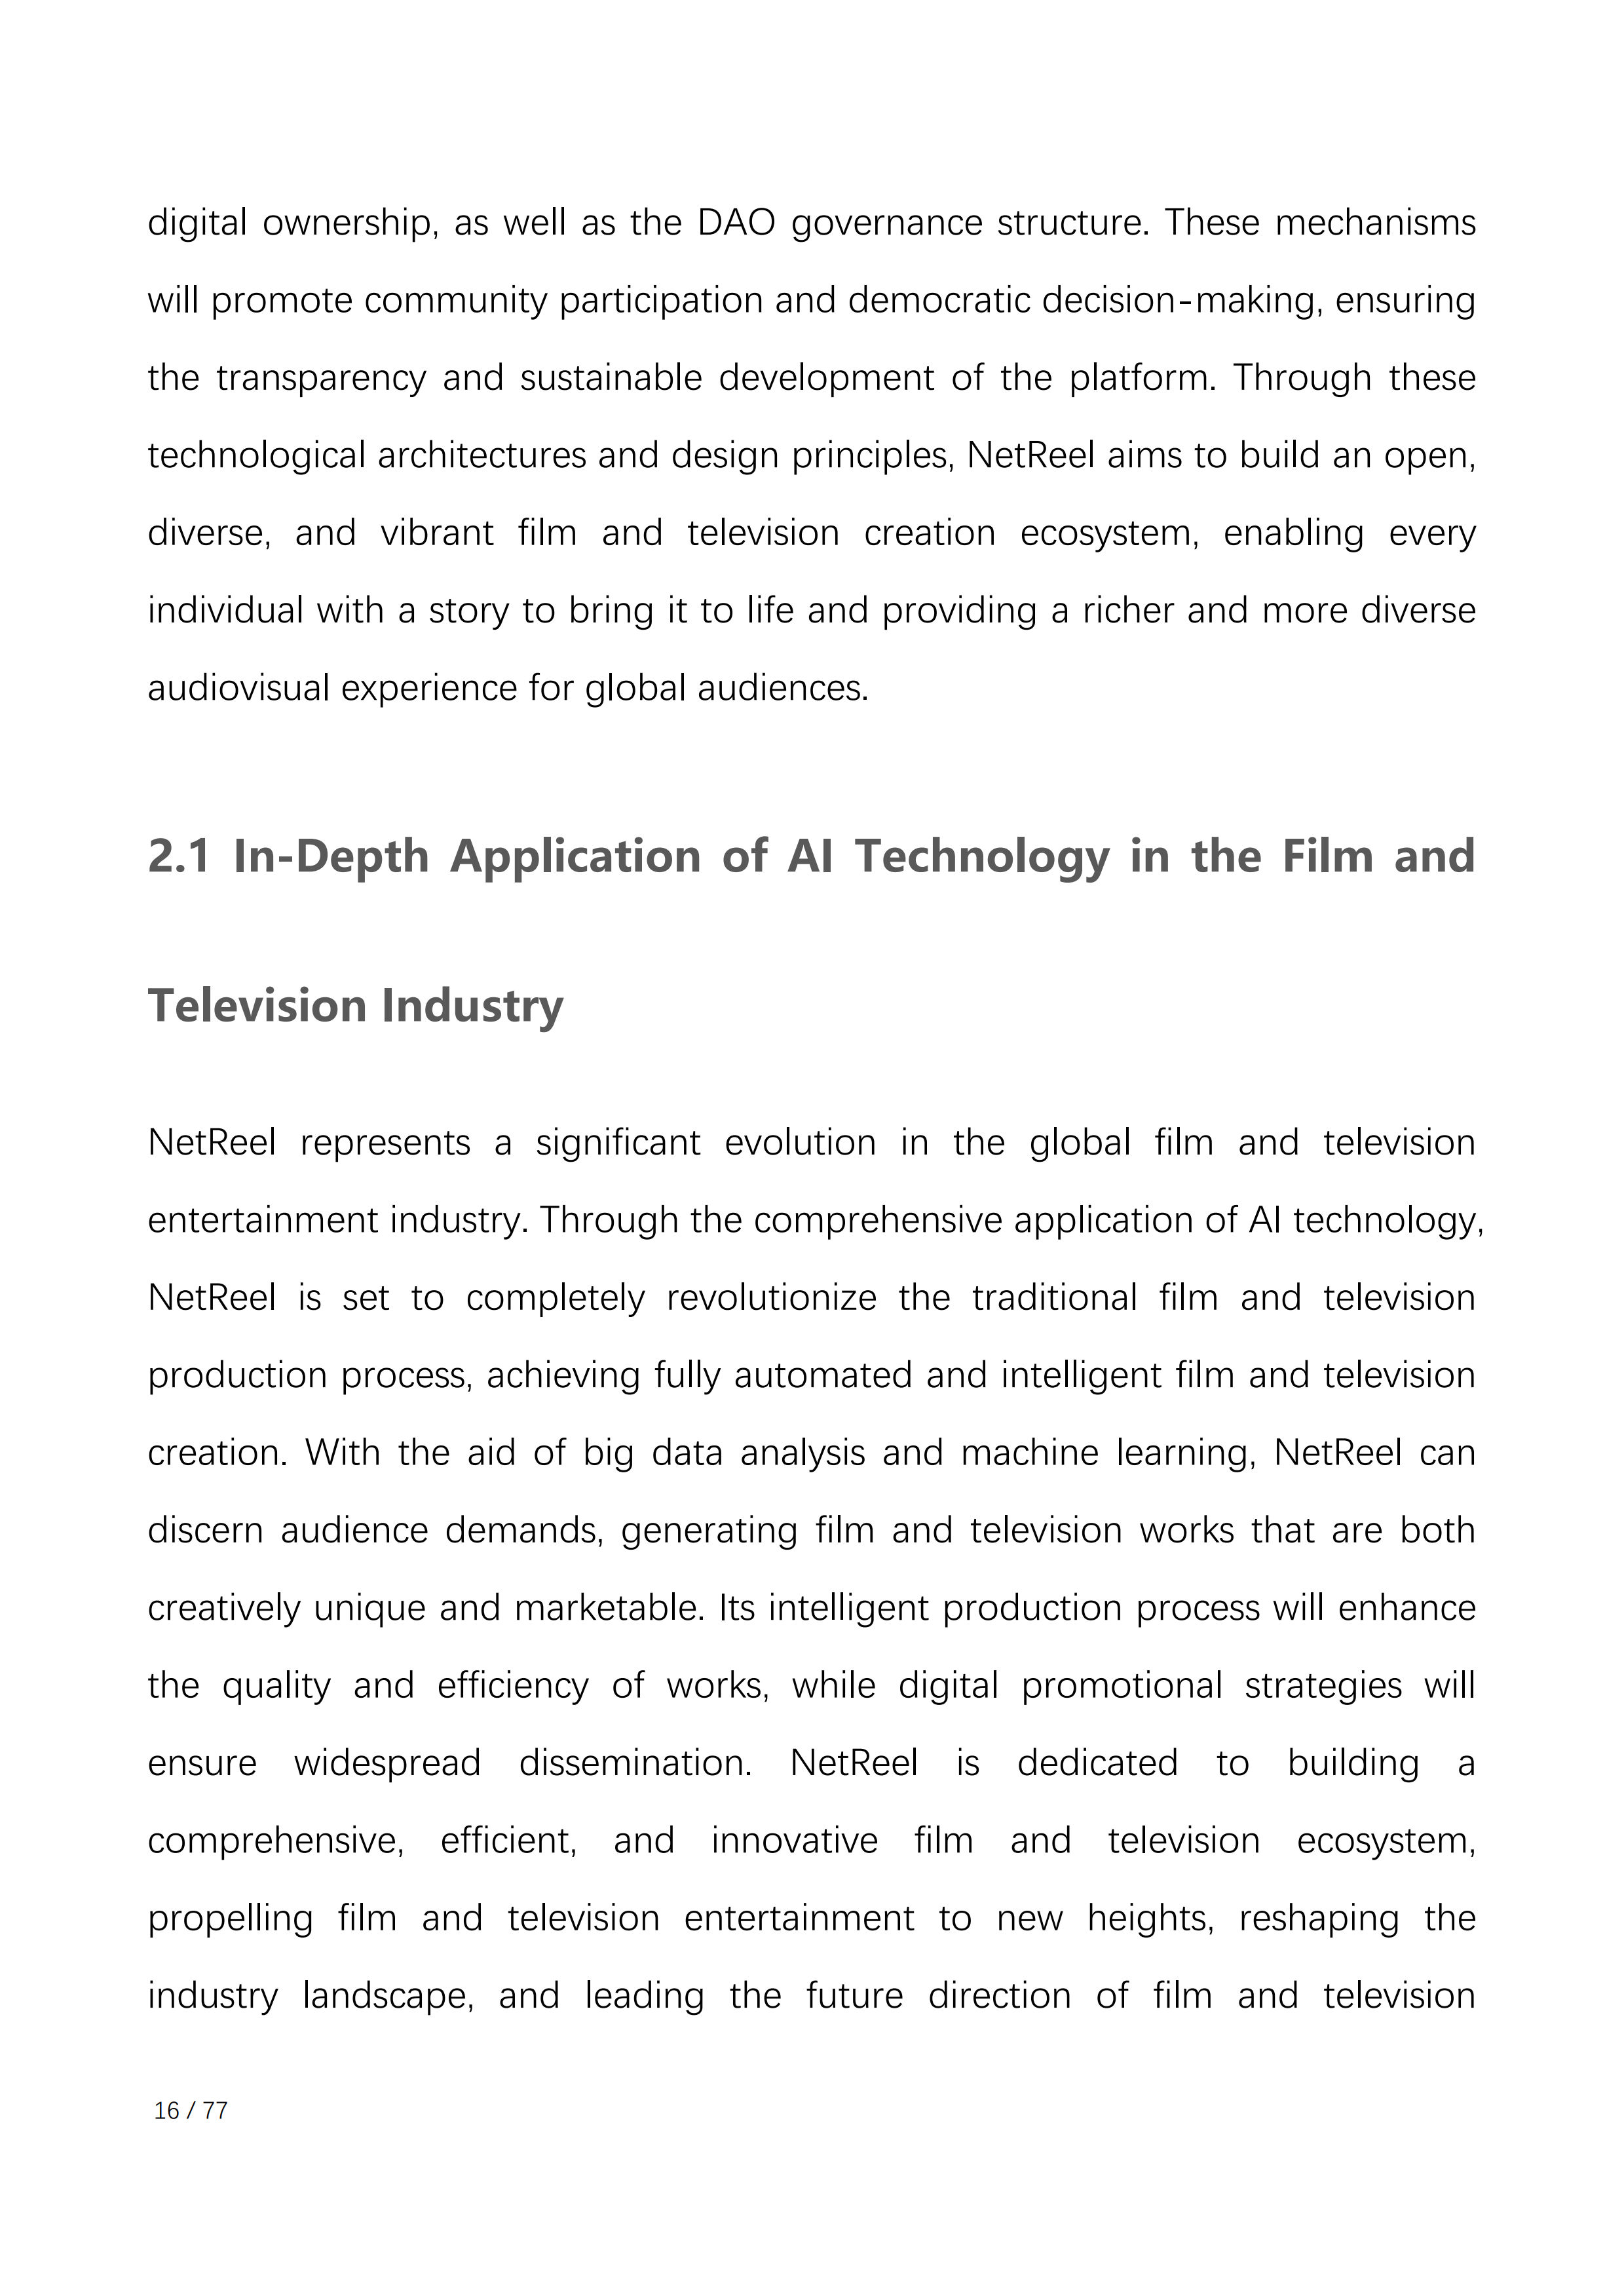 digital ownership, as well as the DAO governance structure. These mechanisms
will promote community participation and democratic decision-making, ensuring
the transparency and sustainable development of the platform. Through these
technological architectures and design principles, NetReel aims to build an open,
diverse, and vibrant film and television creation ecosystem, enabling every
individual with a story to bring it to life and providing a richer and more diverse
audiovisual experience for global audiences.
2.1 In-Depth Application of AI Technology in the Film and
Television Industry
NetReel represents a significant evolution in the global film and television
entertainment industry. Through the comprehensive application of AI technology,
NetReel is set to completely revolutionize the traditional film and television
production process, achieving fully automated and intelligent film and television
creation. With the aid of big data analysis and machine learning, NetReel can
discern audience demands, generating film and television works that are both
creatively unique and marketable. Its intelligent production process will enhance
the quality and efficiency of works, while digital promotional strategies will
ensure widespread dissemination. NetReel is dedicated to building a
comprehensive, efficient, and innovative film and television ecosystem,
propelling film and television entertainment to new heights, reshaping the
industry landscape, and leading the future direction of film and television
16 / 77